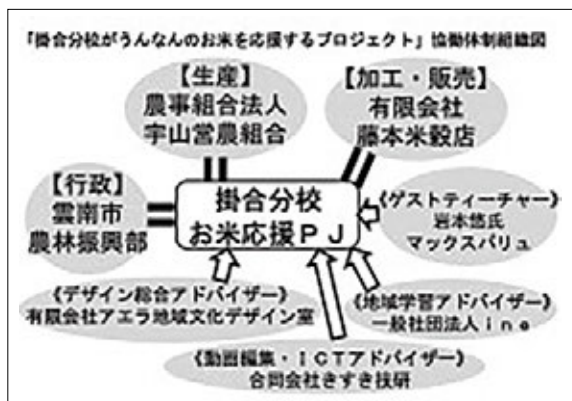 「掛合分校がうんなんのお米を応援するプロジェクト」協働体制組織図
【生産】
農事組合法人
宇山営農組合
【加工・販売】
有限会社
藤本米穀店
【行政】
雲南市
農林振興部
掛合分校
お米応援PJ
《ゲストティーチャー》
岩本悠氏
マックスバリュ
《デザイン総合アドバイザー》
有限会社アエラ地域文化デザイン室
《地域学習アドバイザー》
一般社団法人ine
《動画編集・ICTアドバイザー》
合同会社きすき技研